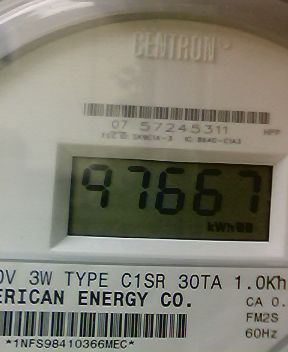 CENTRON
07 57245311
97667
kWh
0V 3W TYPE C1SR 30TA 1.0Kh
ERICAN ENERGY CO.
CA 0.
FM2S
60Hz
*1NFS98410366MEC*